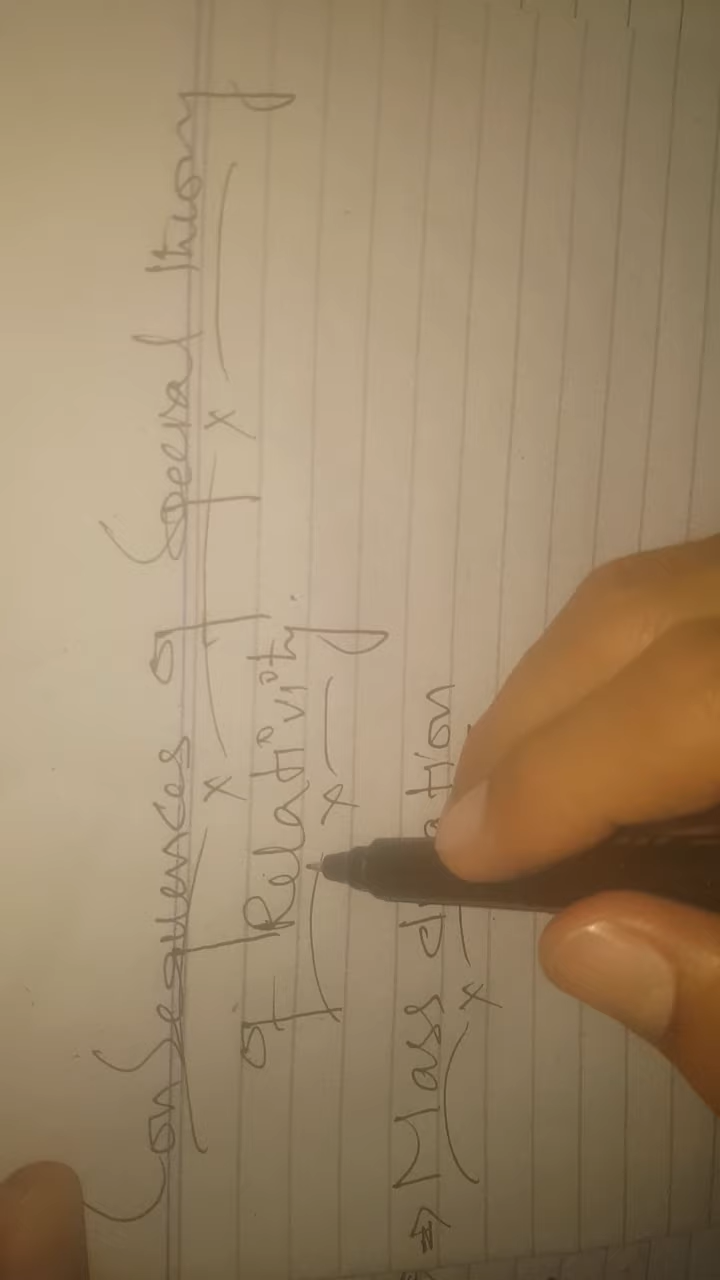 Consequences of Special theory
of Relativity.
⇒ Mass